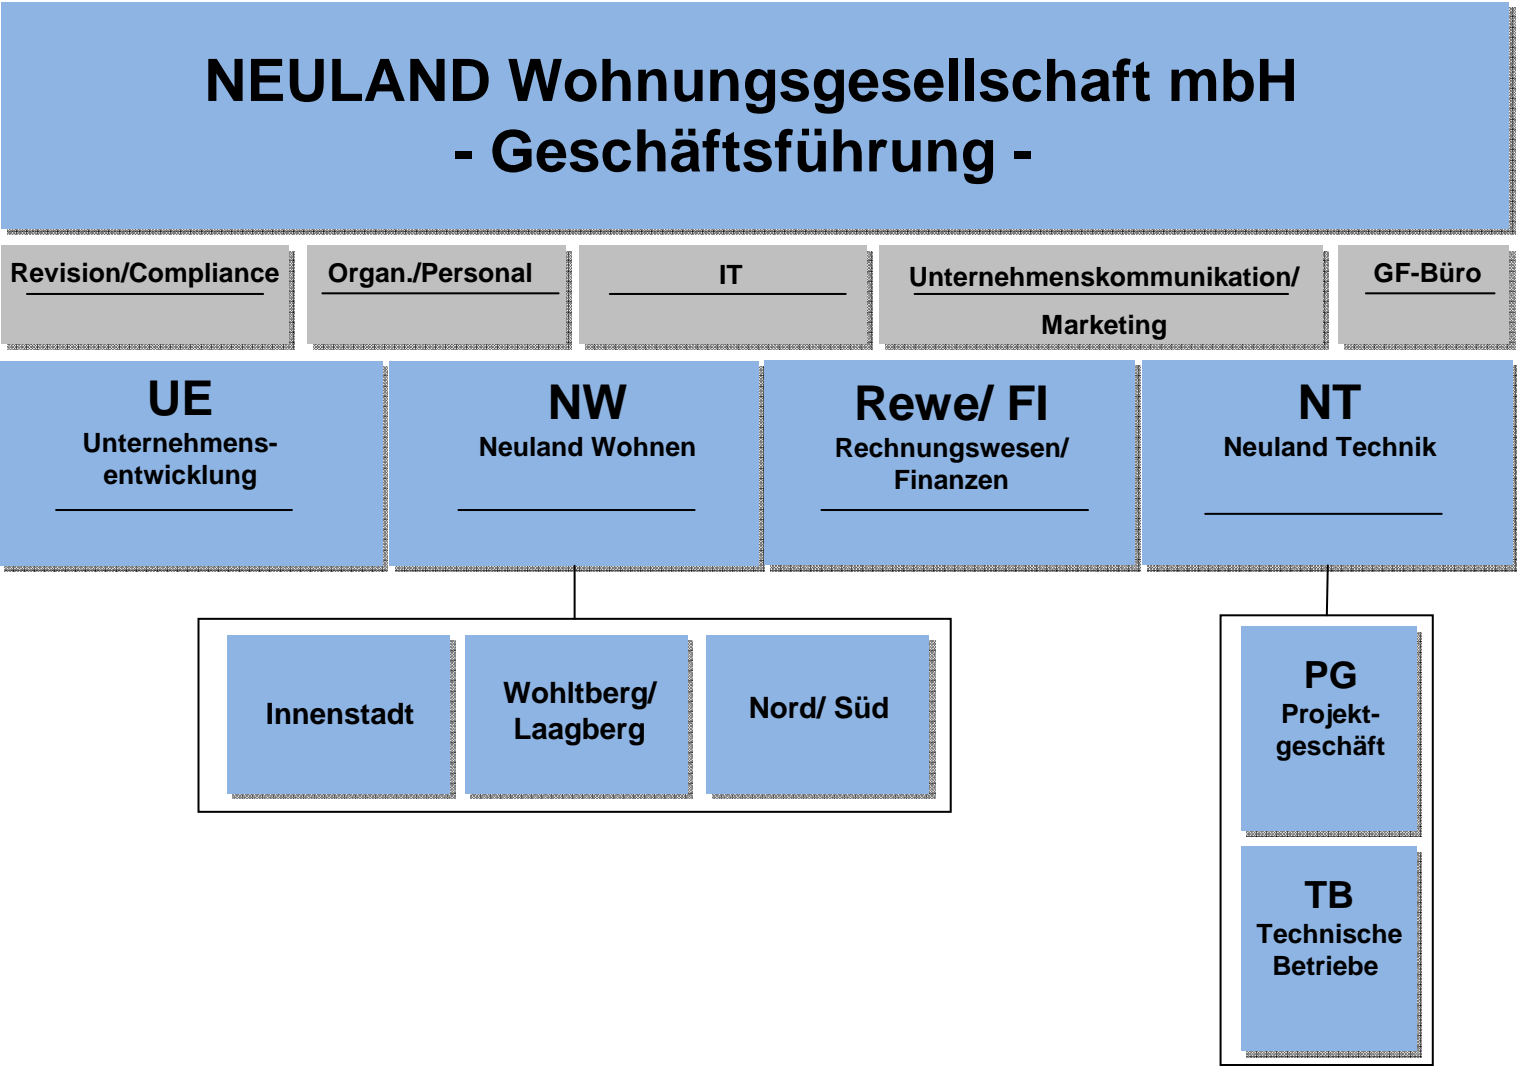 NEULAND Wohnungsgesellschaft mbH
- Geschäftsführung -
Revision/Compliance
Organ./Personal
IT
Unternehmenskommunikation/
Marketing
GF-Büro
UE
Unternehmens-
entwicklung
NW
Neuland Wohnen
Rewe/ FI
Rechnungswesen/
Finanzen
NT
Neuland Technik
Innenstadt
Wohltberg/
Laagberg
Nord/ Süd
PG
Projekt-
geschäft
TB
Technische
Betriebe